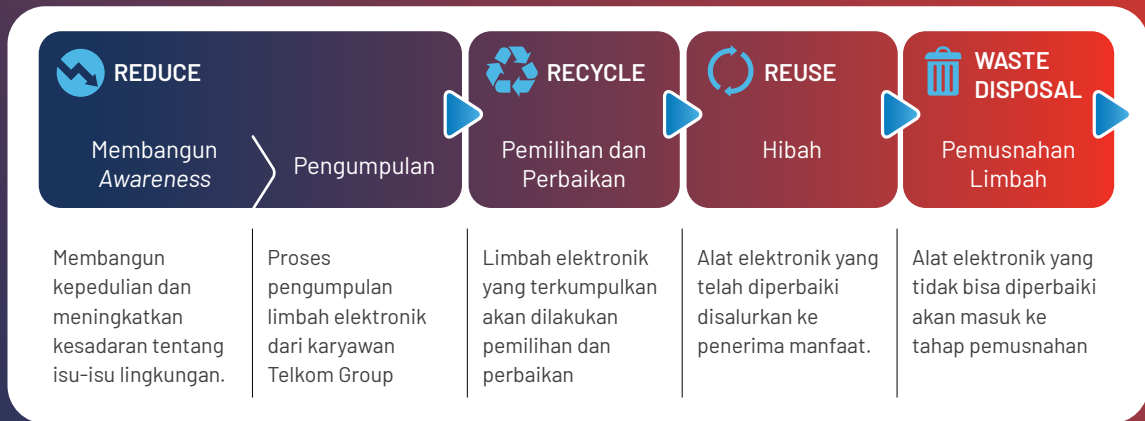 REDUCE
Membangun
Awareness
Pengumpulan
RECYCLE
Pemilihan dan
Perbaikan
REUSE
Hibah
WASTE
DISPOSAL
Pemusnahan
Limbah
Membangun
kepedulian dan
meningkatkan
kesadaran tentang
isu-isu lingkungan.
Proses
pengumpulan
limbah elektronik
dari karyawan
Telkom Group
Limbah elektronik
yang terkumpulkan
akan dilakukan
pemilihan dan
perbaikan
Alat elektronik yang
telah diperbaiki
disalurkan ke
penerima manfaat.
Alat elektronik yang
tidak bisa diperbaiki
akan masuk ke
tahap pemusnahan